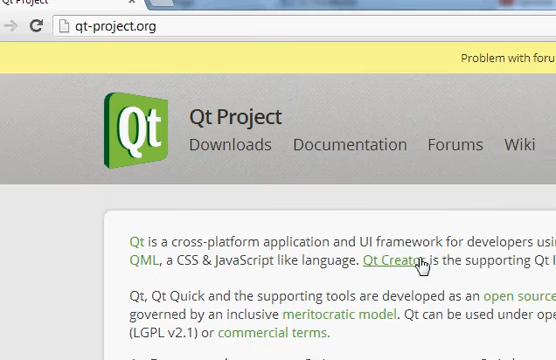 Qt Project
qt-project.org
Problem with foru
Qt
Qt Project
Downloads Documentation Forums Wiki
Qt is a cross-platform application and UI framework for developers usi
QML, a CSS & JavaScript like language. Qt Creator is the supporting Qt I
Qt, Qt Quick and the supporting tools are developed as an open source
governed by an inclusive meritocratic model. Qt can be used under ope
(LGPL v2.1) or commercial terms.